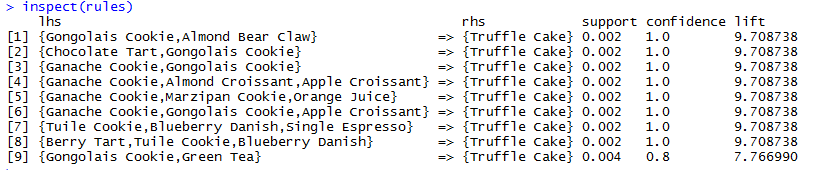 > inspect(rules)
lhs rhs support confidence lift
[1] {Gongolais Cookie,Almond Bear Claw} => {Truffle Cake} 0.002 1.0 9.708738
[2] {Chocolate Tart,Gongolais Cookie} => {Truffle Cake} 0.002 1.0 9.708738
[3] {Ganache Cookie,Gongolais Cookie} => {Truffle Cake} 0.002 1.0 9.708738
[4] {Ganache Cookie,Almond Croissant,Apple Croissant} => {Truffle Cake} 0.002 1.0 9.708738
[5] {Ganache Cookie,Marzipan Cookie,Orange Juice} => {Truffle Cake} 0.002 1.0 9.708738
[6] {Ganache Cookie,Gongolais Cookie,Apple Croissant} => {Truffle Cake} 0.002 1.0 9.708738
[7] {Tuile Cookie,Blueberry Danish,Single Espresso} => {Truffle Cake} 0.002 1.0 9.708738
[8] {Berry Tart,Tuile Cookie,Blueberry Danish} => {Truffle Cake} 0.002 1.0 9.708738
[9] {Gongolais Cookie,Green Tea} => {Truffle Cake} 0.004 0.8 7.766990